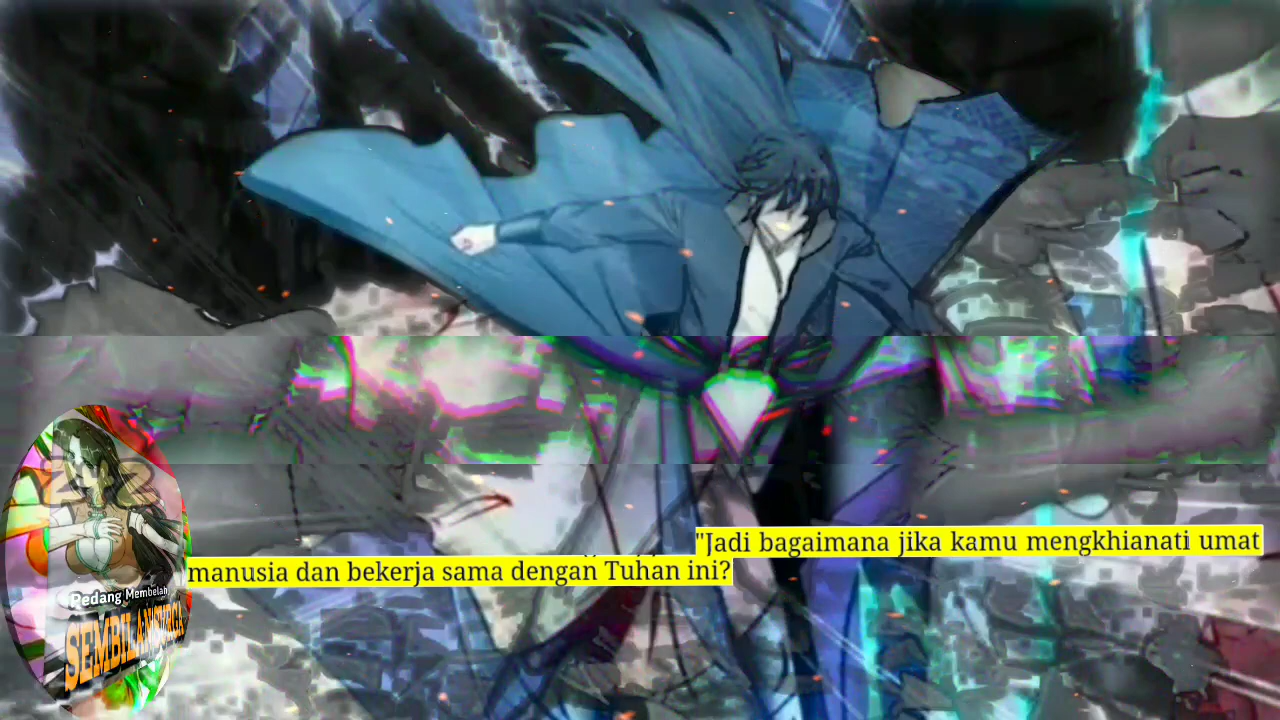 "Jadi bagaimana jika kamu mengkhianati umat
manusia dan bekerja sama dengan Tuhan ini?
Pedang Membelah
SEMBILAN SURGA